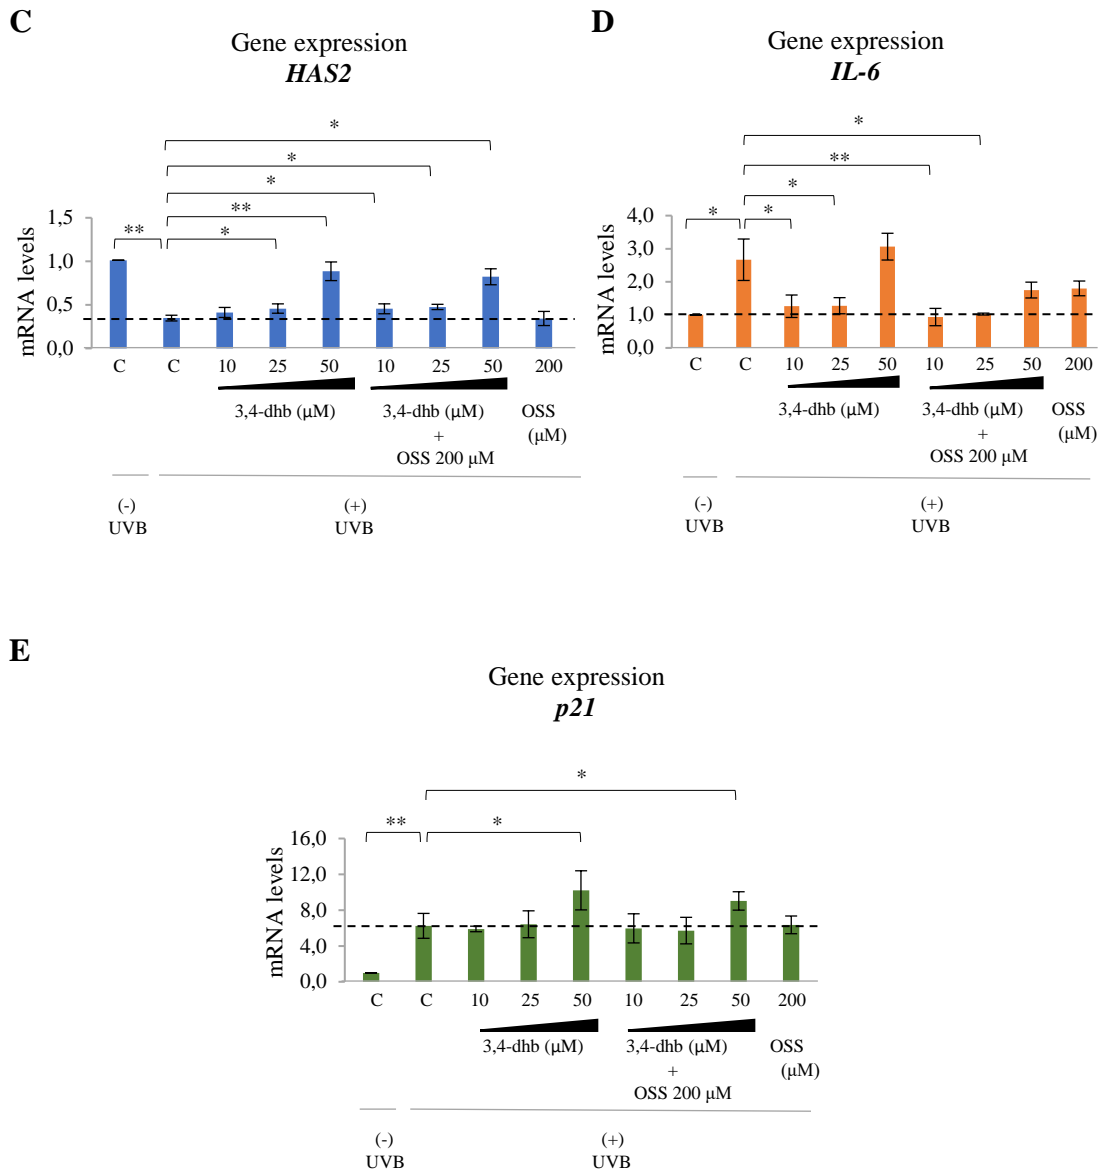 C
Gene expression
HAS2
*
*
*
**
**
*
mRNA levels
1,5
1,0
0,5
0,0
C C 10 25 50 10 25 50 200
3,4-dhb (μM) 3,4-dhb (μM) OSS
+ (μM)
OSS 200 μM
(-) (+)
UVB UVB
D
Gene expression
IL-6
*
**
*
* *
mRNA levels
4,0
3,0
2,0
1,0
0,0
C C 10 25 50 10 25 50 200
3,4-dhb (μM) 3,4-dhb (μM) OSS
+ (μM)
OSS 200 μM
(-) (+)
UVB UVB
E
Gene expression
p21
*
** *
mRNA levels
16,0
12,0
8,0
4,0
0,0
C C 10 25 50 10 25 50 200
3,4-dhb (μM) 3,4-dhb (μM) OSS
+ (μM)
OSS 200 μM
(-) (+)
UVB UVB